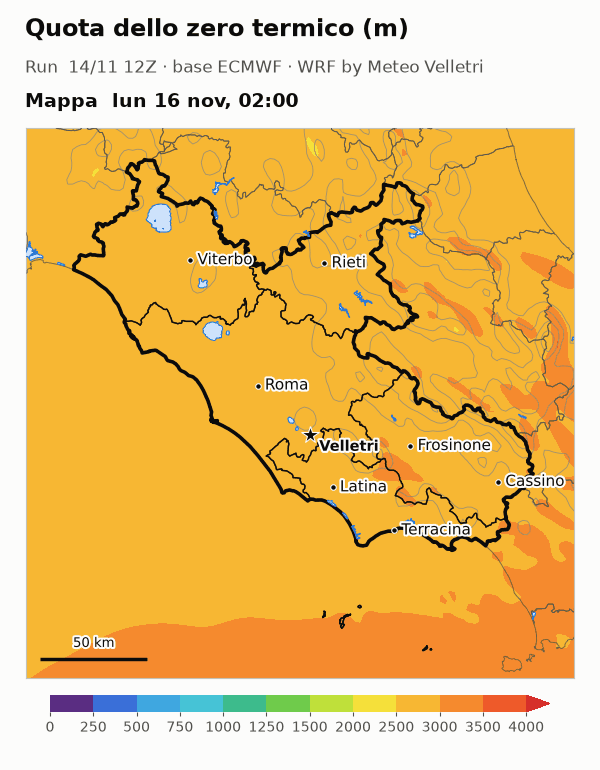 Quota dello zero termico (m)
Run  14/11 12Z · base ECMWF · WRF by Meteo Velletri
Mappa  lun 16 nov, 02:00
Viterbo
Rieti
Roma
Velletri
Frosinone
Latina
Cassino
Terracina
50 km
0 250 500 750 1000 1250 1500 2000 2500 3000 3500 4000